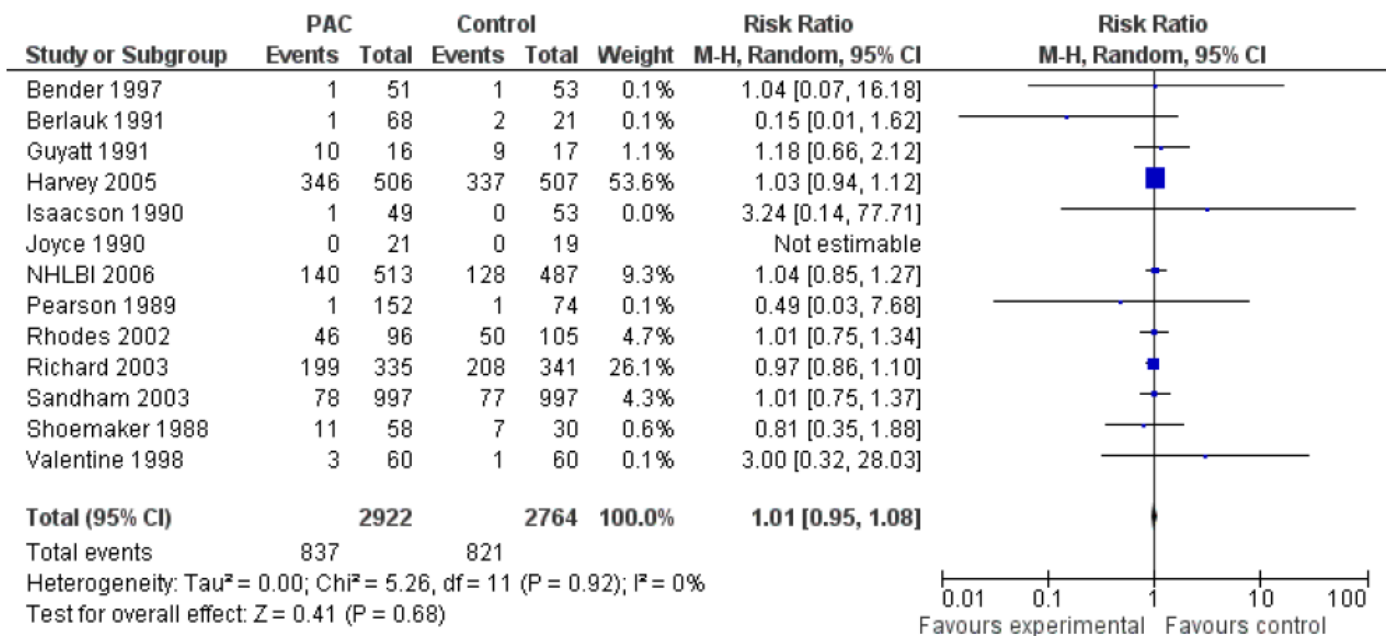 PAC Control Risk Ratio Risk Ratio
Study or Subgroup Events Total Events Total Weight M-H, Random, 95% CI M-H, Random, 95% CI
Bender 1997 1 51 1 53 0.1% 1.04 [0.07, 16.18]
Berlauk 1991 1 68 2 21 0.1% 0.15 [0.01, 1.62]
Guyatt 1991 10 16 9 17 1.1% 1.18 [0.66, 2.12]
Harvey 2005 346 506 337 507 53.6% 1.03 [0.94, 1.12]
Isaacson 1990 1 49 0 53 0.0% 3.24 [0.14, 77.71]
Joyce 1990 0 21 0 19 Not estimable
NHLBI 2006 140 513 128 487 9.3% 1.04 [0.85, 1.27]
Pearson 1989 1 152 1 74 0.1% 0.49 [0.03, 7.68]
Rhodes 2002 46 96 50 105 4.7% 1.01 [0.75, 1.34]
Richard 2003 199 335 208 341 26.1% 0.97 [0.86, 1.10]
Sandham 2003 78 997 77 997 4.3% 1.01 [0.75, 1.37]
Shoemaker 1988 11 58 7 30 0.6% 0.81 [0.35, 1.88]
Valentine 1998 3 60 1 60 0.1% 3.00 [0.32, 28.03]
Total (95% CI) 2922 2764 100.0% 1.01 [0.95, 1.08]
Total events 837 821
Heterogeneity: Tau² = 0.00; Chi² = 5.26, df = 11 (P = 0.92); I² = 0%
Test for overall effect: Z = 0.41 (P = 0.68)
0.01 0.1 1 10 100
Favours experimental Favours control